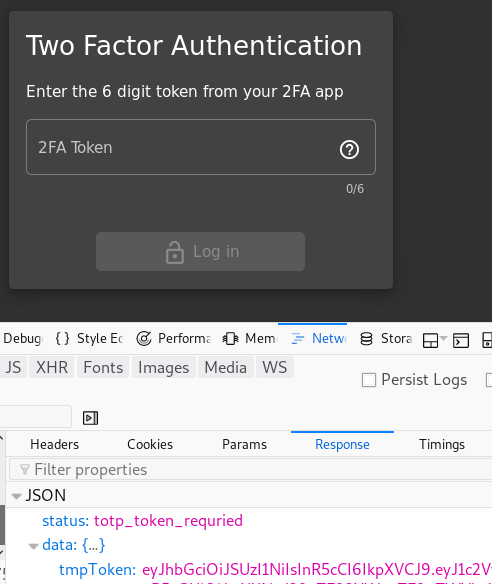 Two Factor Authentication
Enter the 6 digit token from your 2FA app
2FA Token
0/6
Log in
Debug Style Ec Performa Mem Netw Stora
JS XHR Fonts Images Media WS
Persist Logs
Headers Cookies Params Response Timings
Filter properties
JSON
status: totp_token_requried
data: {…}
tmpToken: